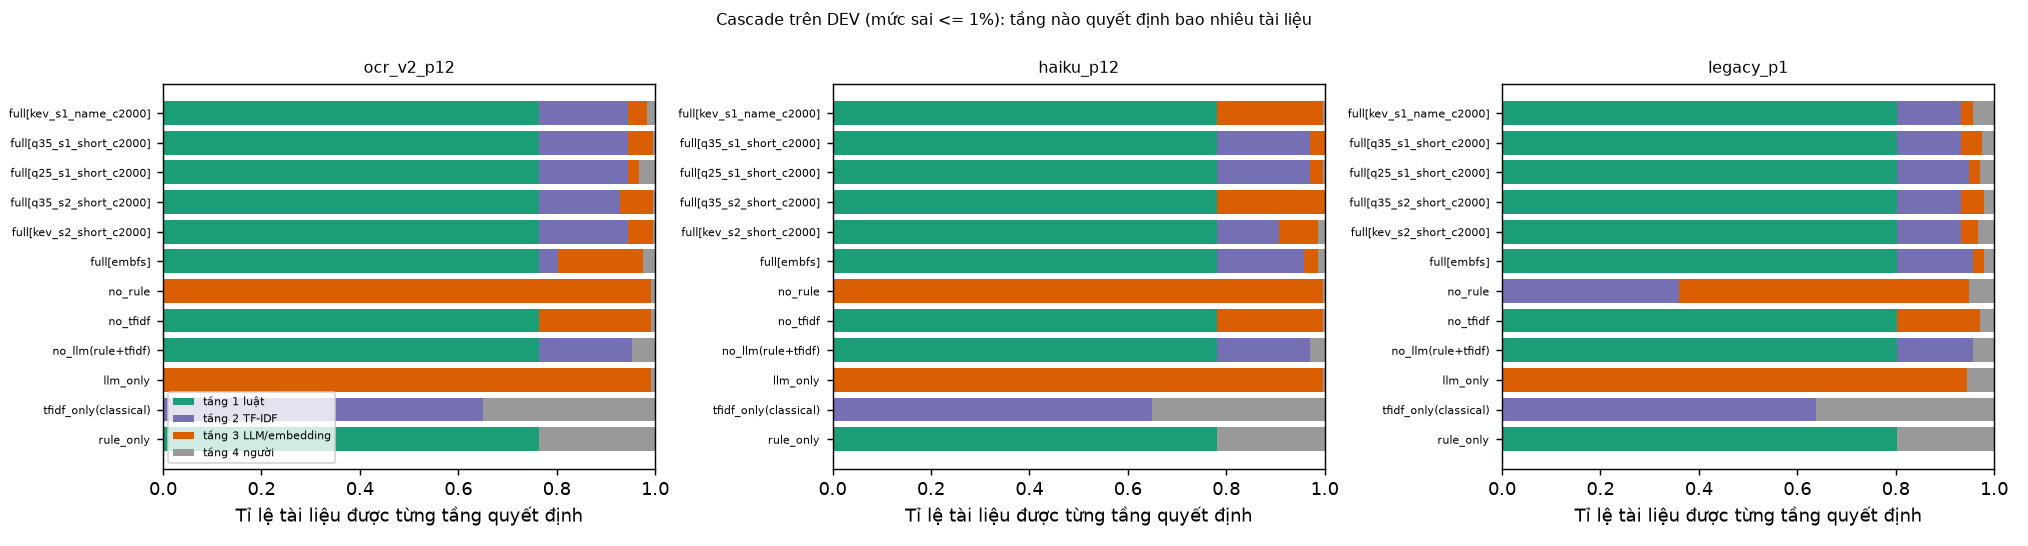 Cascade trên DEV (mức sai <= 1%): tầng nào quyết định bao nhiêu tài liệu
ocr_v2_p12
full[kev_s1_name_c2000]
full[q35_s1_short_c2000]
full[q25_s1_short_c2000]
full[q35_s2_short_c2000]
full[kev_s2_short_c2000]
full[embfs]
no_rule
no_tfidf
no_llm(rule+tfidf)
llm_only
tfidf_only(classical)
rule_only
tầng 1 luật
tầng 2 TF-IDF
tầng 3 LLM/embedding
tầng 4 người
0.0 0.2 0.4 0.6 0.8 1.0
Tỉ lệ tài liệu được từng tầng quyết định
haiku_p12
full[kev_s1_name_c2000]
full[q35_s1_short_c2000]
full[q25_s1_short_c2000]
full[q35_s2_short_c2000]
full[kev_s2_short_c2000]
full[embfs]
no_rule
no_tfidf
no_llm(rule+tfidf)
llm_only
tfidf_only(classical)
rule_only
0.0 0.2 0.4 0.6 0.8 1.0
Tỉ lệ tài liệu được từng tầng quyết định
legacy_p1
full[kev_s1_name_c2000]
full[q35_s1_short_c2000]
full[q25_s1_short_c2000]
full[q35_s2_short_c2000]
full[kev_s2_short_c2000]
full[embfs]
no_rule
no_tfidf
no_llm(rule+tfidf)
llm_only
tfidf_only(classical)
rule_only
0.0 0.2 0.4 0.6 0.8 1.0
Tỉ lệ tài liệu được từng tầng quyết định